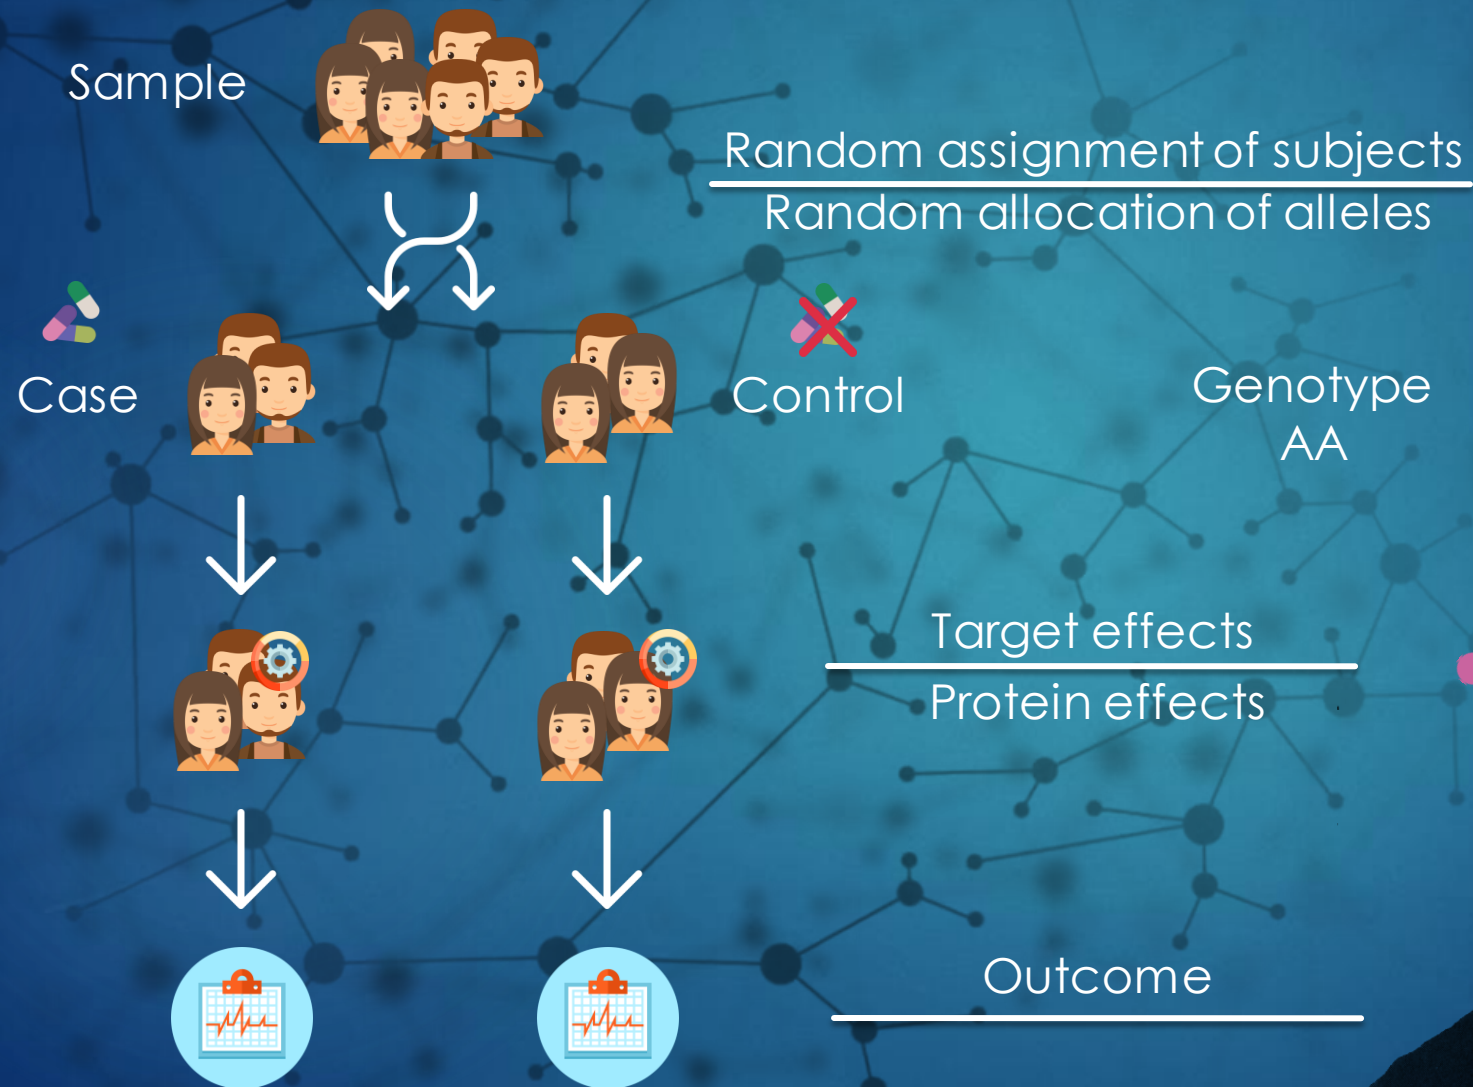 Sample
Random assignment of subjects
Random allocation of alleles
Case
Control
Genotype
AA
Target effects
Protein effects
Outcome